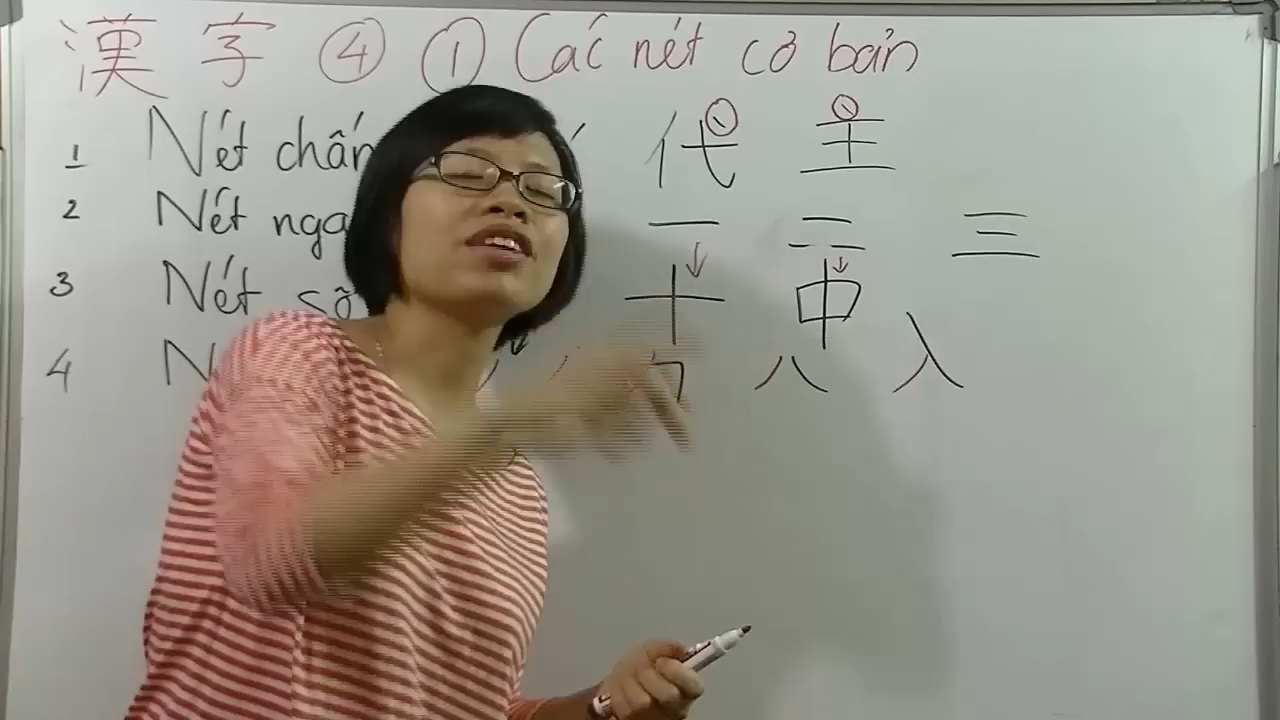 漢字 ④ ① Các nét cơ bản
1 Nét chấm 代 主
2 Nét 一 二 三
3 Nét sổ 十 中
4 八 入